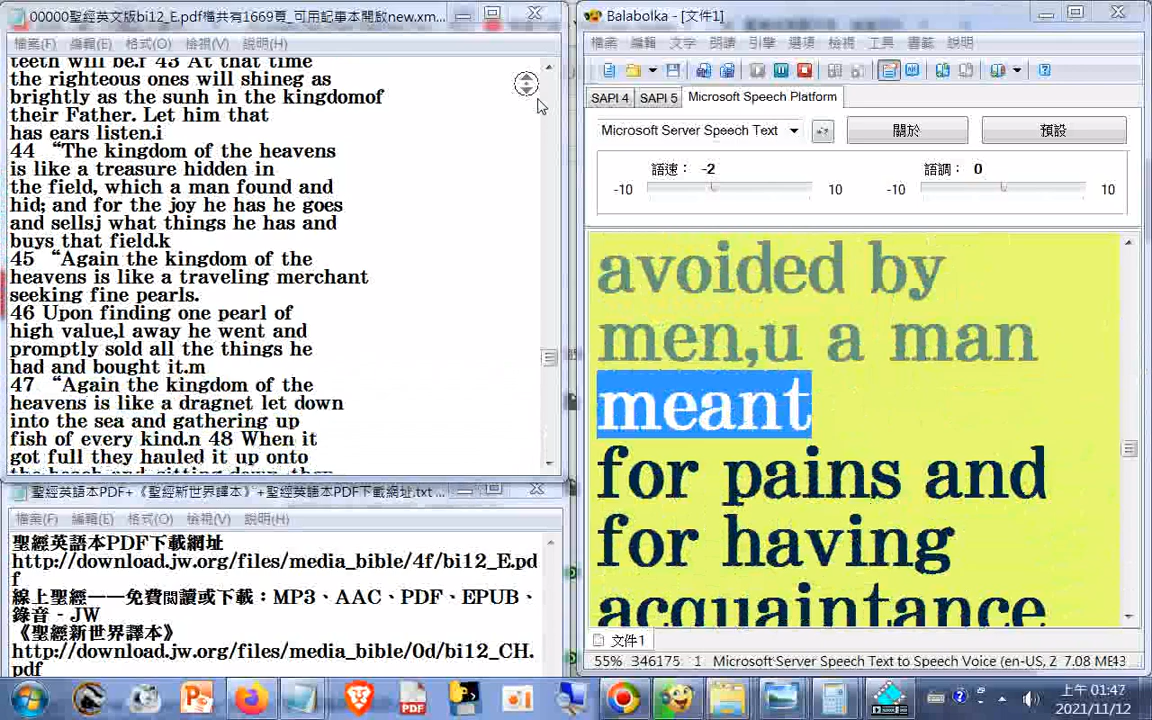 00000聖經英文版bi12_E.pdf檔共有1669頁_可用記事本開啟new.xm...
檔案(F) 編輯(E) 格式(O) 檢視(V) 說明(H)
teeth will be.r 43 At that time
the righteous ones will shineg as
brightly as the sunh in the kingdomof
their Father. Let him that
has ears listen.i
44 “The kingdom of the heavens
is like a treasure hidden in
the field, which a man found and
hid; and for the joy he has he goes
and sellsj what things he has and
buys that field.k
45 “Again the kingdom of the
heavens is like a traveling merchant
seeking fine pearls.
46 Upon finding one pearl of
high value,l away he went and
promptly sold all the things he
had and bought it.m
47 “Again the kingdom of the
heavens is like a dragnet let down
into the sea and gathering up
fish of every kind.n 48 When it
got full they hauled it up onto
the beach and, sitting down, they
聖經英語本PDF+《聖經新世界譯本》+聖經英語本PDF下載網址.txt ...
檔案(F) 編輯(E) 格式(O) 檢視(V) 說明(H)
聖經英語本PDF下載網址
http://download.jw.org/files/media_bible/4f/bi12_E.pd
f
線上聖經——免費閱讀或下載：MP3、AAC、PDF、EPUB、
錄音 - JW
《聖經新世界譯本》
http://download.jw.org/files/media_bible/0d/bi12_CH.
pdf
Balabolka - [文件1]
檔案 編輯 文字 朗讀 引擎 選項 檢視 工具 書籤 說明
SAPI 4 SAPI 5 Microsoft Speech Platform
Microsoft Server Speech Text 關於 預設
語速： -2 語調： 0
-10 10 -10 10
avoided by
men,u a man
meant
for pains and
for having
acquaintance
文件1
55% 346175 1 Microsoft Server Speech Text to Speech Voice (en-US, Z 7.08 ME43
上午 01:47
2021/11/12